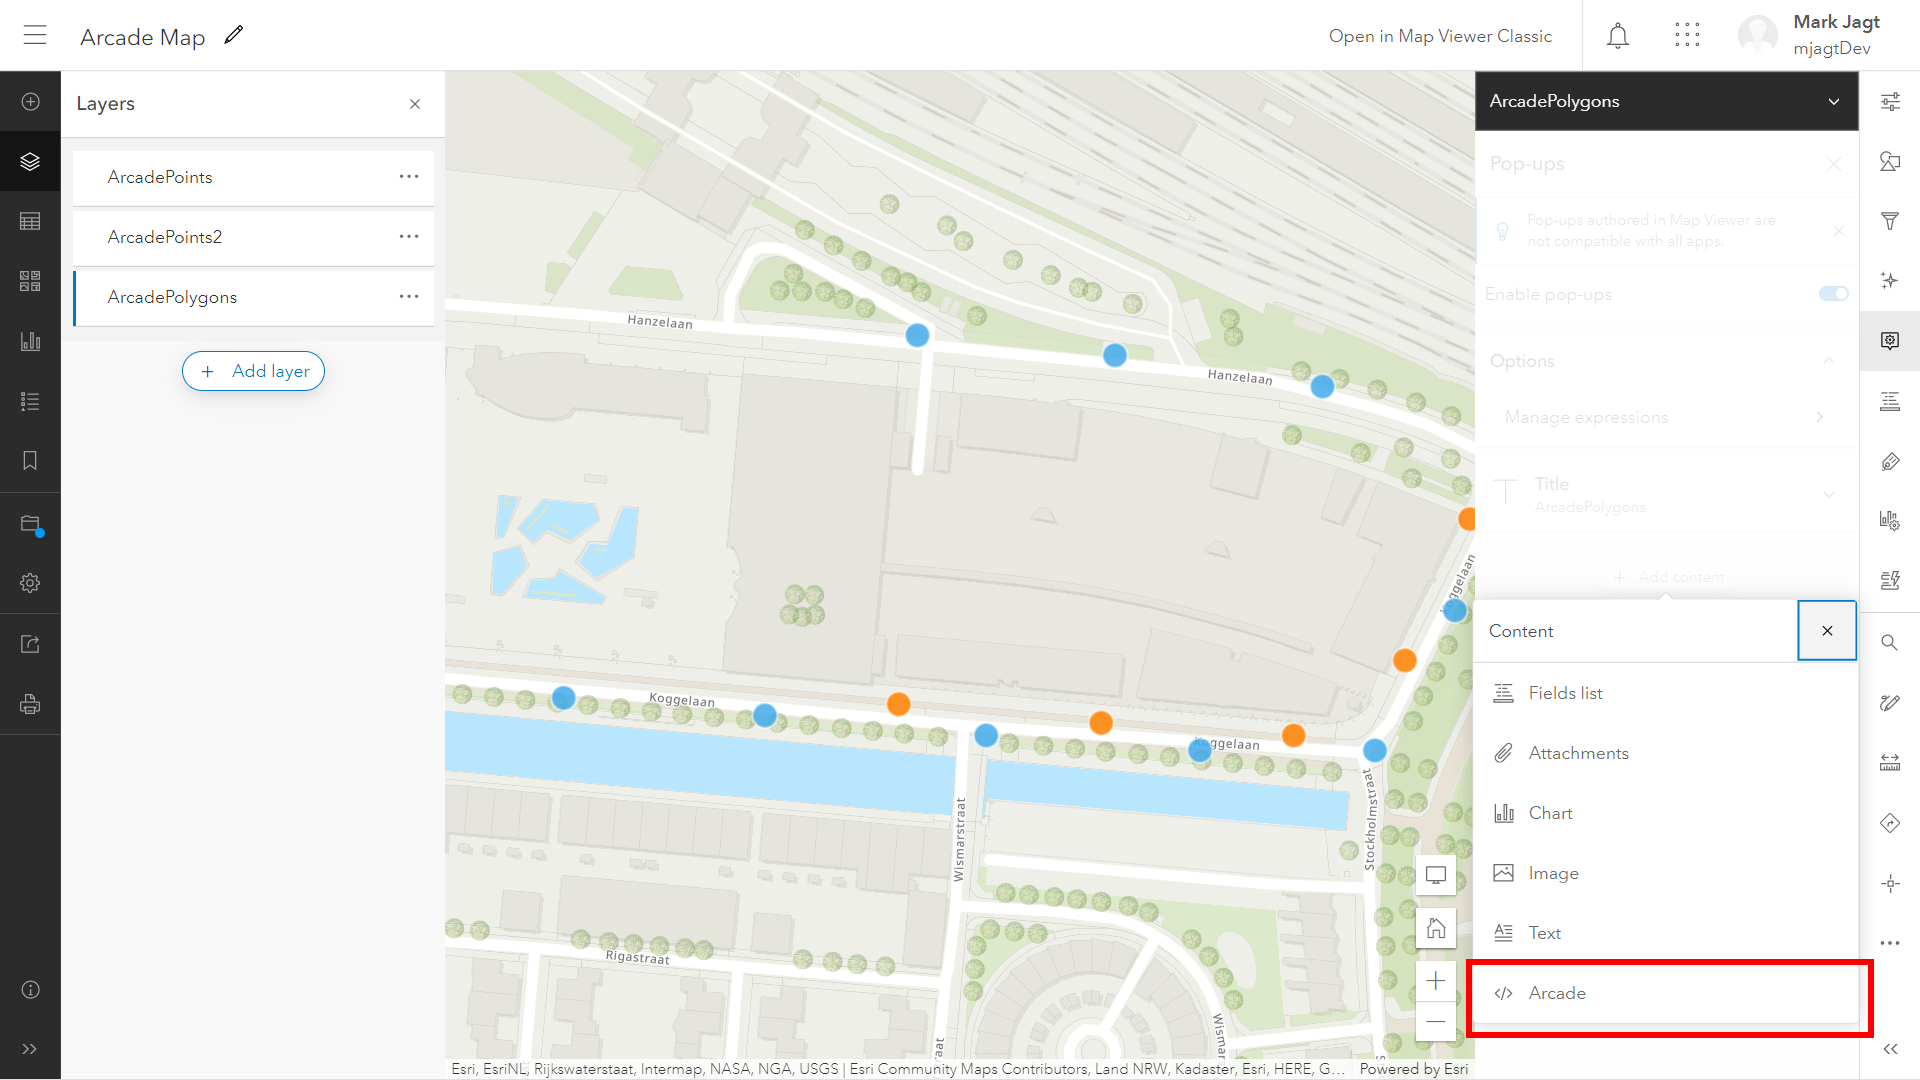 Arcade Map
Open in Map Viewer Classic
Mark Jagt
mjagtDev
Layers
ArcadePoints
ArcadePoints2
ArcadePolygons
Add layer
Hanzelaan
Hanzelaan
Koggelaan
Koggelaan
Koggelaan
Wismarstraat
Stockholmstraat
Rigastraat
ArcadePolygons
Pop-ups
Pop-ups authored in Map Viewer are
not compatible with all apps.
Enable pop-ups
Options
Manage expressions
Title
ArcadePolygons
Add content
Content
Fields list
Attachments
Chart
Image
Text
Arcade
Esri, EsriNL, Rijkswaterstaat, Intermap, NASA, NGA, USGS | Esri Community Maps Contributors, Land NRW, Kadaster, Esri, HERE, G... Powered by Esri